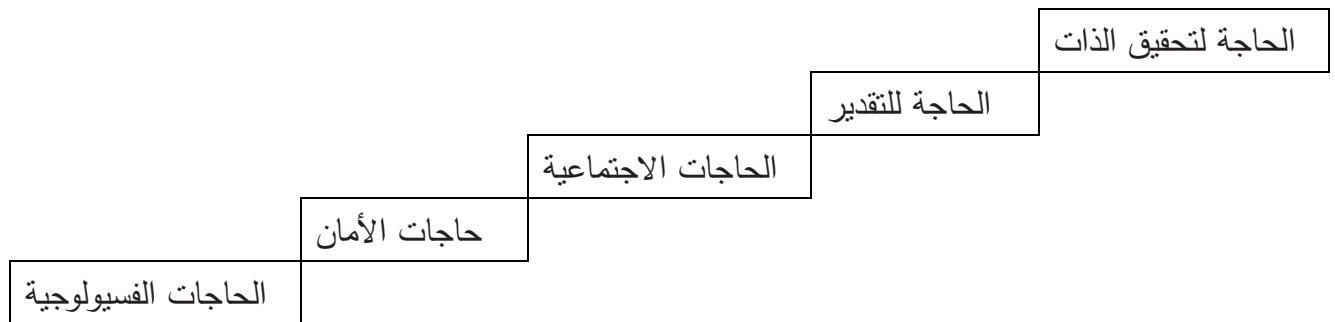 الحاجة لتحقيق الذات
الحاجة للتقدير
الحاجات الاجتماعية
حاجات الأمان
الحاجات الفسيولوجية